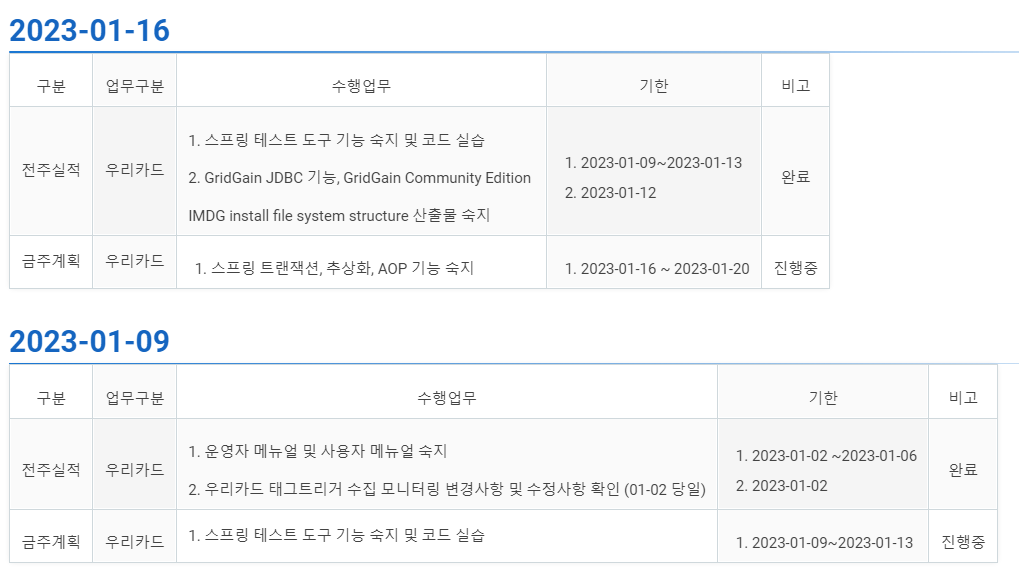 2023-01-16
구분 업무구분 수행업무 기한 비고
전주실적 우리카드 1. 스프링 테스트 도구 기능 숙지 및 코드 실습
2. GridGain JDBC 기능, GridGain Community Edition
IMDG install file system structure 산출물 숙지
1. 2023-01-09~2023-01-13
2. 2023-01-12
완료
금주계획 우리카드 1. 스프링 트랜잭션, 추상화, AOP 기능 숙지 1. 2023-01-16 ~ 2023-01-20 진행중
2023-01-09
구분 업무구분 수행업무 기한 비고
전주실적 우리카드 1. 운영자 메뉴얼 및 사용자 메뉴얼 숙지
2. 우리카드 태그트리거 수집 모니터링 변경사항 및 수정사항 확인 (01-02 당일)
1. 2023-01-02 ~2023-01-06
2. 2023-01-02
완료
금주계획 우리카드 1. 스프링 테스트 도구 기능 숙지 및 코드 실습 1. 2023-01-09~2023-01-13 진행중